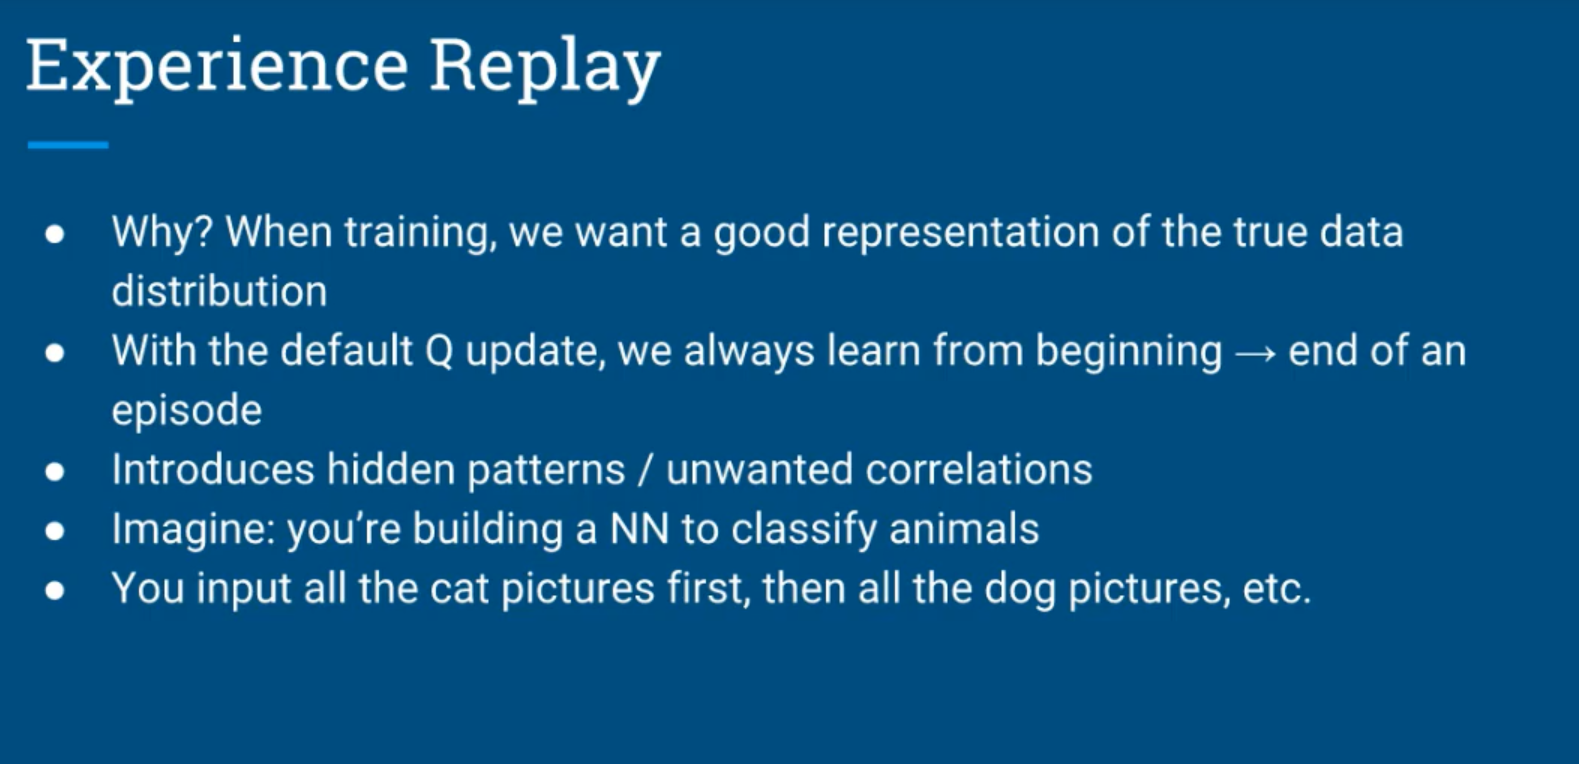 Experience Replay
● Why? When training, we want a good representation of the true data
distribution
● With the default Q update, we always learn from beginning → end of an
episode
● Introduces hidden patterns / unwanted correlations
● Imagine: you’re building a NN to classify animals
● You input all the cat pictures first, then all the dog pictures, etc.